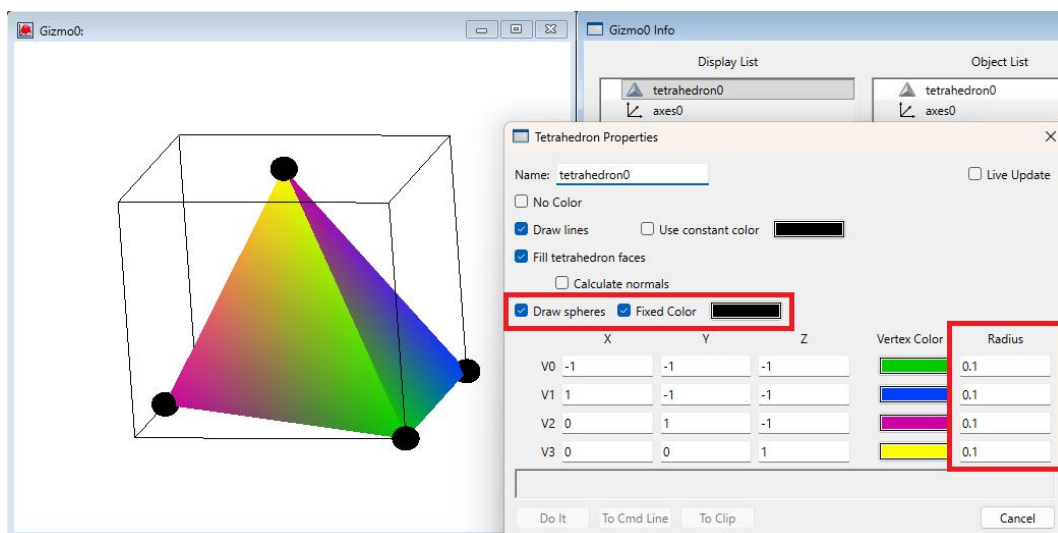 Gizmo0:
Gizmo0 Info
Display List Object List
tetrahedron0 tetrahedron0
axes0 axes0
Tetrahedron Properties
Name: tetrahedron0 Live Update
No Color
Draw lines Use constant color
Fill tetrahedron faces
Calculate normals
Draw spheres Fixed Color
X Y Z Vertex Color Radius
V0 -1 -1 -1 0.1
V1 1 -1 -1 0.1
V2 0 1 -1 0.1
V3 0 0 1 0.1
Do It To Cmd Line To Clip Cancel